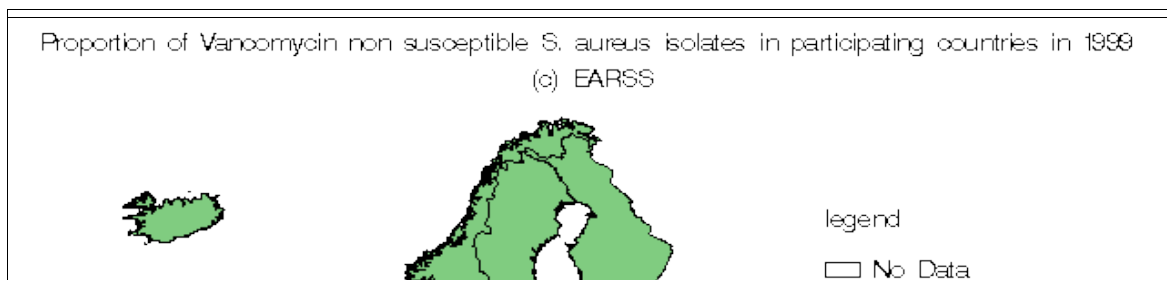 Proportion of Vancomycin non susceptible S. aureus isolates in participating countries in 1999
(c) EARSS
legend
No Data